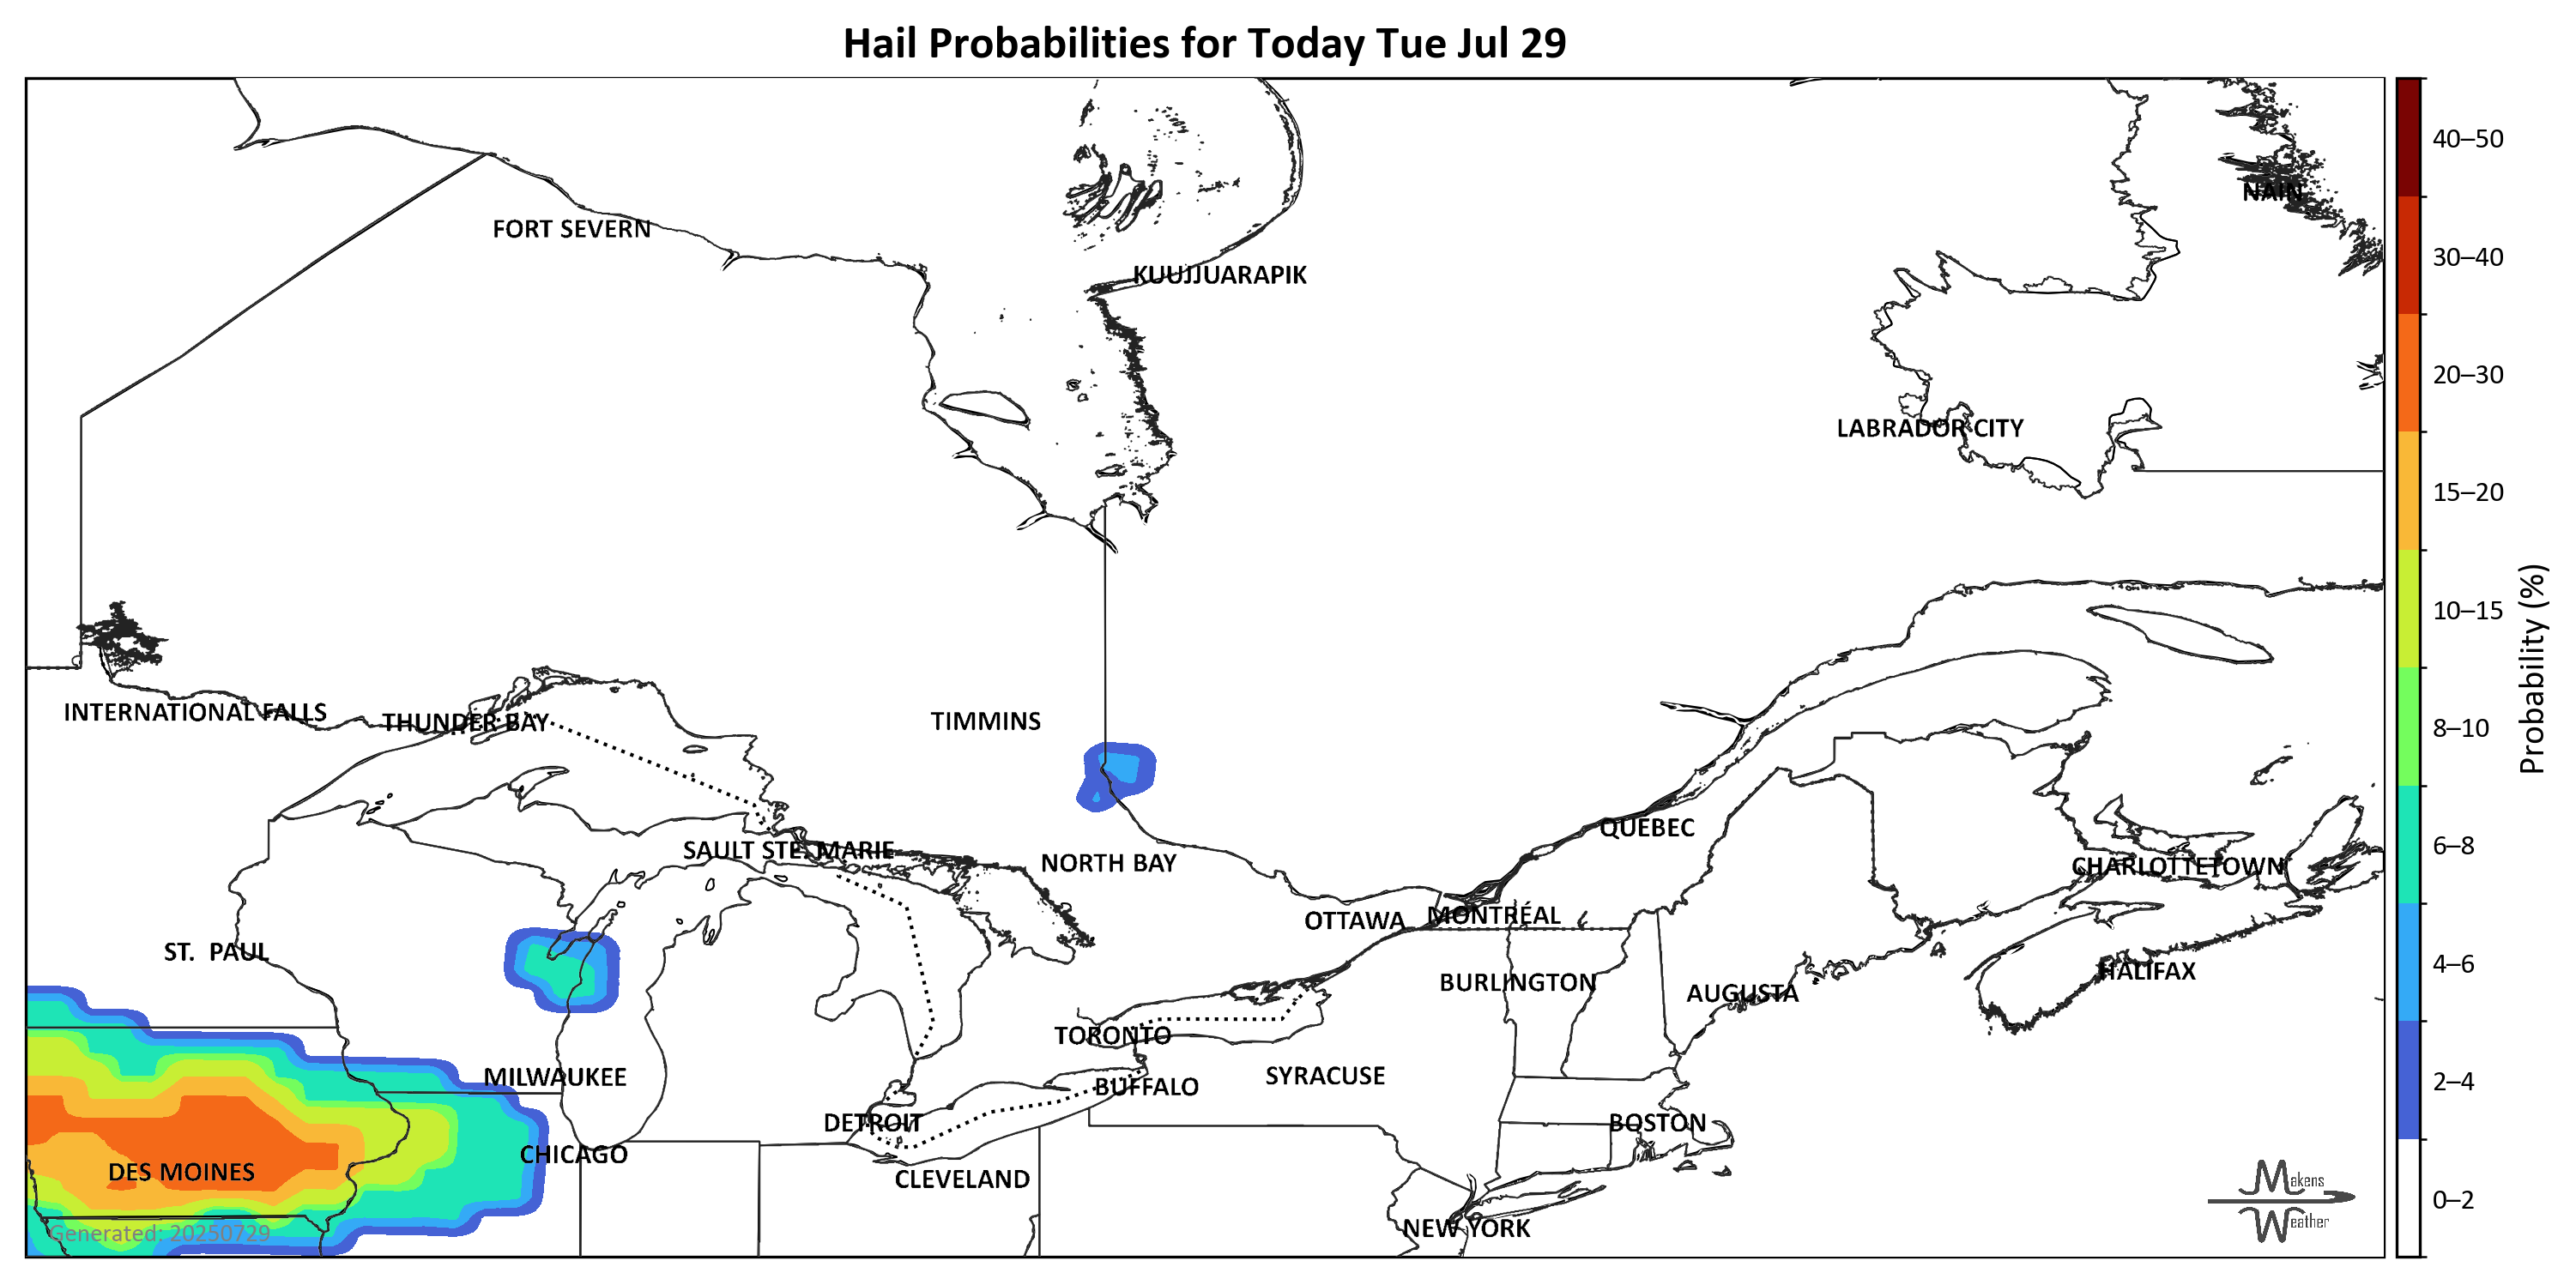 Hail Probabilities for Today Tue Jul 29
40–50
NAIN
FORT SEVERN
30–40
KUUJJUARAPIK
20–30
LABRADOR CITY
15–20
10–15
Probability (%)
INTERNATIONAL FALLS
THUNDER BAY
TIMMINS
8–10
QUEBEC
6–8
SAULT STE. MARIE
NORTH BAY
CHARLOTTETOWN
OTTAWA
MONTRÉAL
ST. PAUL
4–6
HALIFAX
BURLINGTON
AUGUSTA
TORONTO
MILWAUKEE
BUFFALO
SYRACUSE
2–4
DETROIT
BOSTON
CHICAGO
DES MOINES
CLEVELAND
Makens
Weather
0–2
NEW YORK
Generated: 20250729